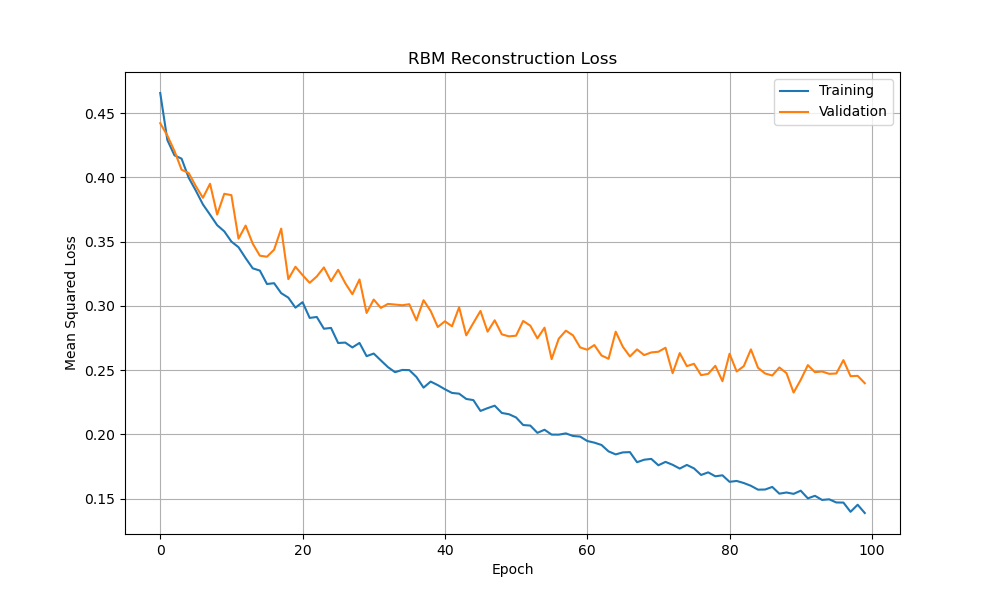 RBM Reconstruction Loss
Training
Validation
Mean Squared Loss
0.45
0.40
0.35
0.30
0.25
0.20
0.15
0 20 40 60 80 100
Epoch